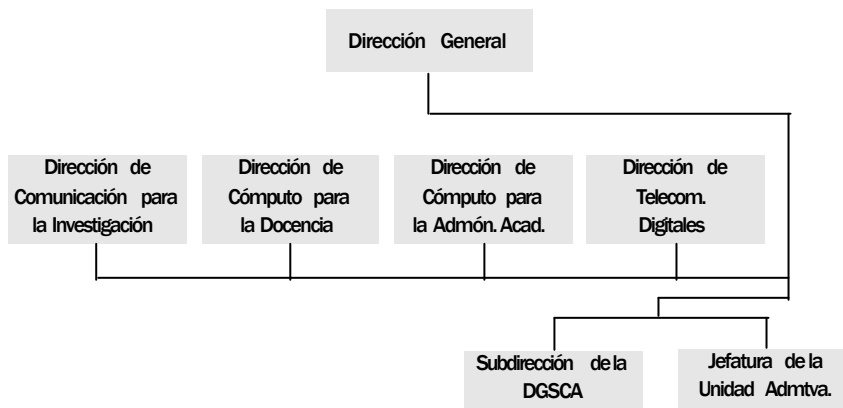 Dirección General
Dirección de
Comunicación para
la Investigación
Dirección de
Cómputo para
la Docencia
Dirección de
Cómputo para
la Admón. Acad.
Dirección de
Telecom.
Digitales
Subdirección de la
DGSCA
Jefatura de la
Unidad Admtva.